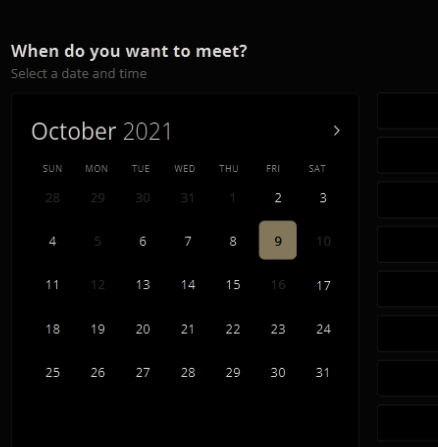 When do you want to meet?
Select a date and time
October 2021
SUN MON TUE WED THU FRI SAT
28 29 30 31 1 2 3
4 5 6 7 8 9 10
11 12 13 14 15 16 17
18 19 20 21 22 23 24
25 26 27 28 29 30 31